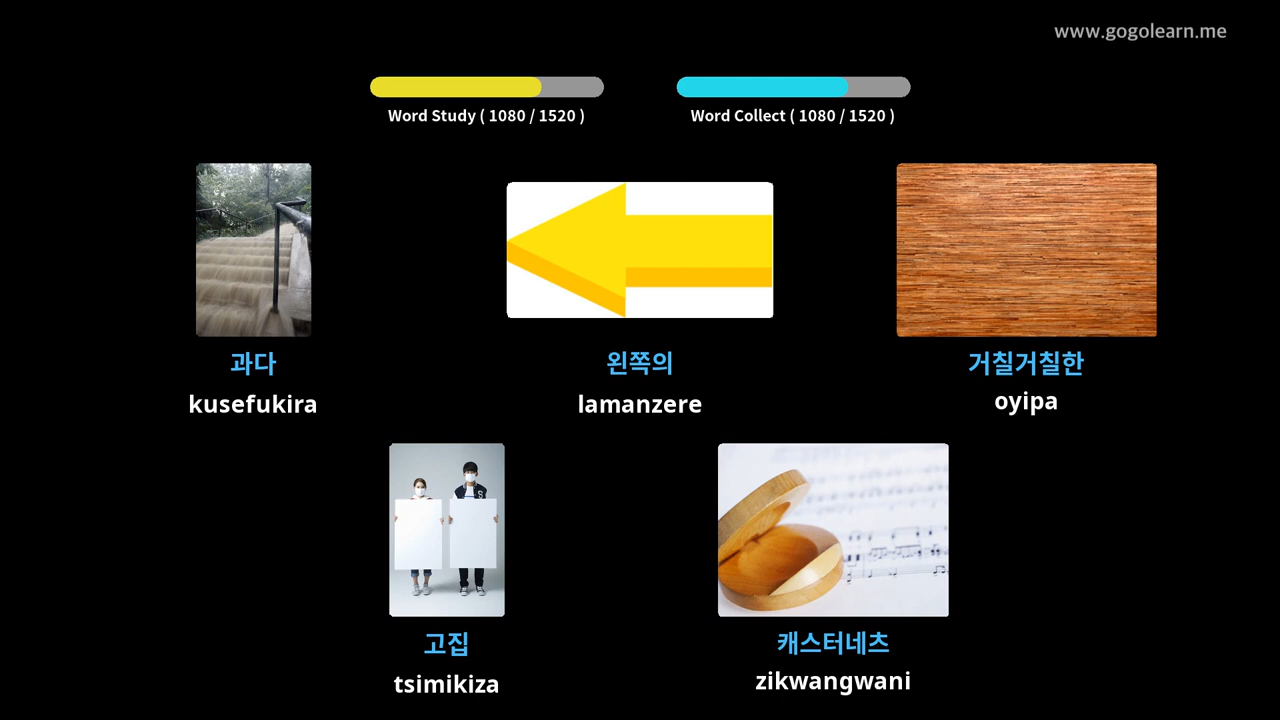 www.gogolearn.me
Word Study ( 1080 / 1520 )
Word Collect ( 1080 / 1520 )
과다
kusefukira
왼쪽의
lamanzere
거칠거칠한
oyipa
고집
tsimikiza
캐스터네츠
zikwangwani